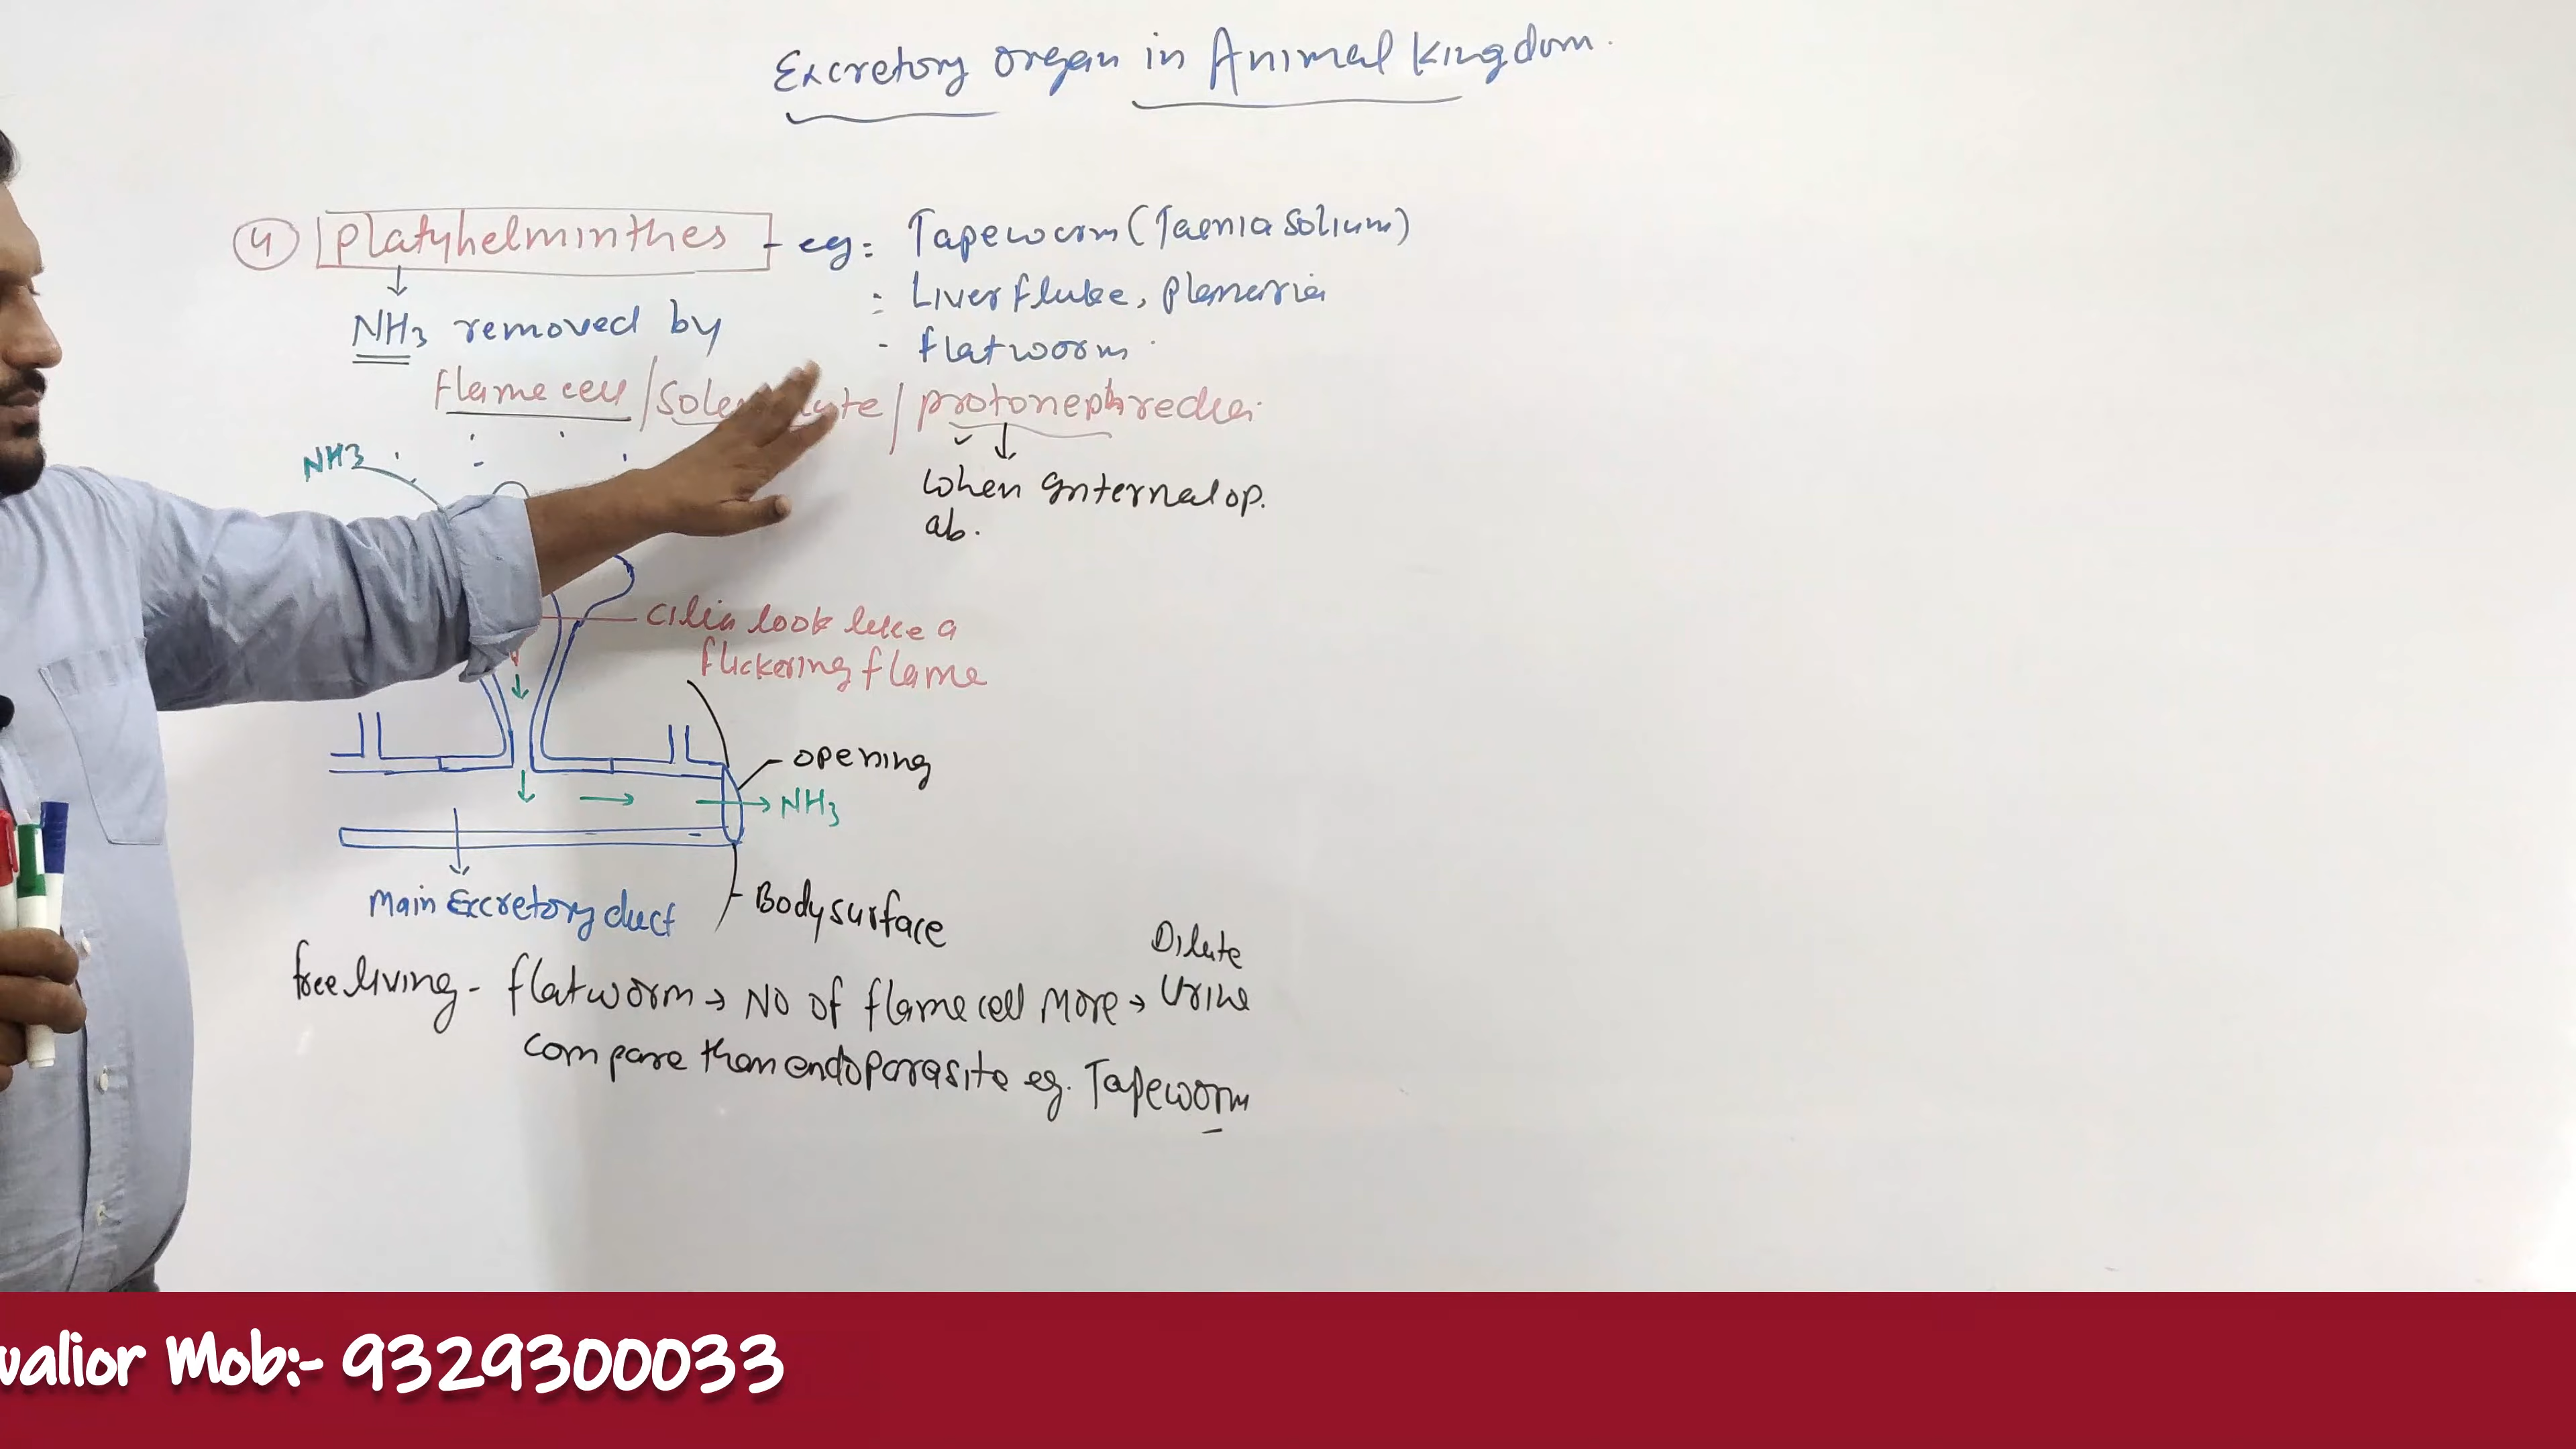 Excretory organ in Animal Kingdom.
4 Platyhelminthes - eg: Tapeworm (Taenia Solium)
: Liver fluke, Planaria
- flatworm
NH3 removed by
flame cell / / protonephredia
NH3
When Internal op.
ab.
Cilia look like a
flickering flame
opening
NH3
Main Excretory duct
Body surface
free living - flatworm → No of flame cell More → Dilute Urine
compare than endoparasite eg. Tapeworm
walior Mob:- 9329300033